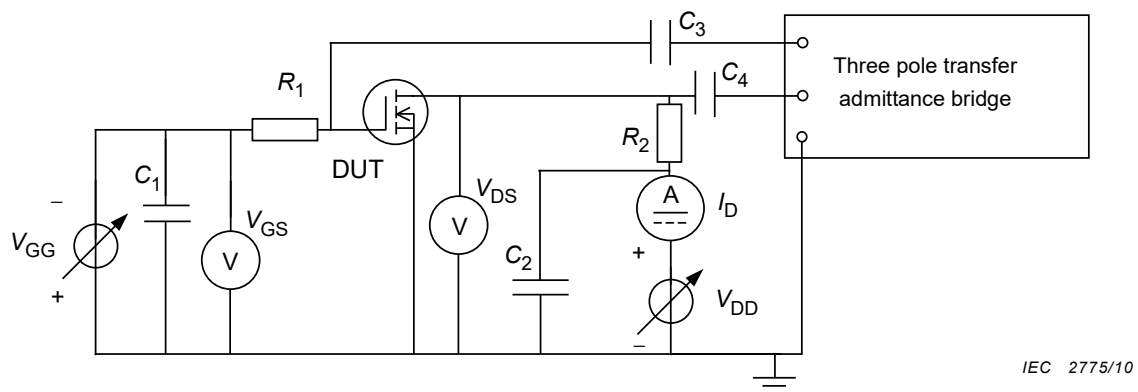 C3
Three pole transfer
admittance bridge
C4
R1
R2
DUT
C1
VDS
A
ID
–
VGS
V
VGG
V
C2
+
+
VDD
–
IEC 2775/10